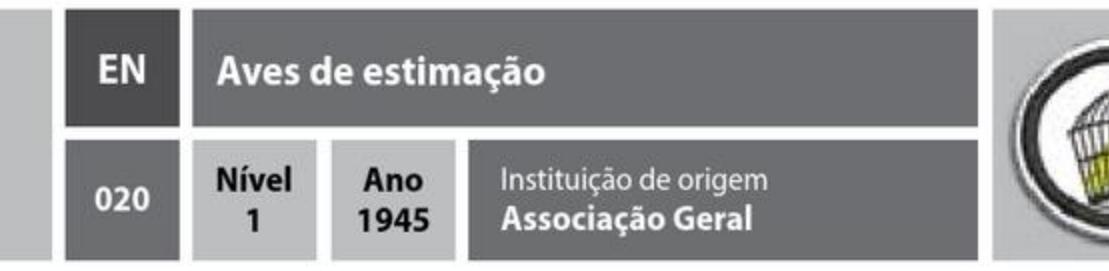 EN
Aves de estimação
020
Nível
1
Ano
1945
Instituição de origem
Associação Geral